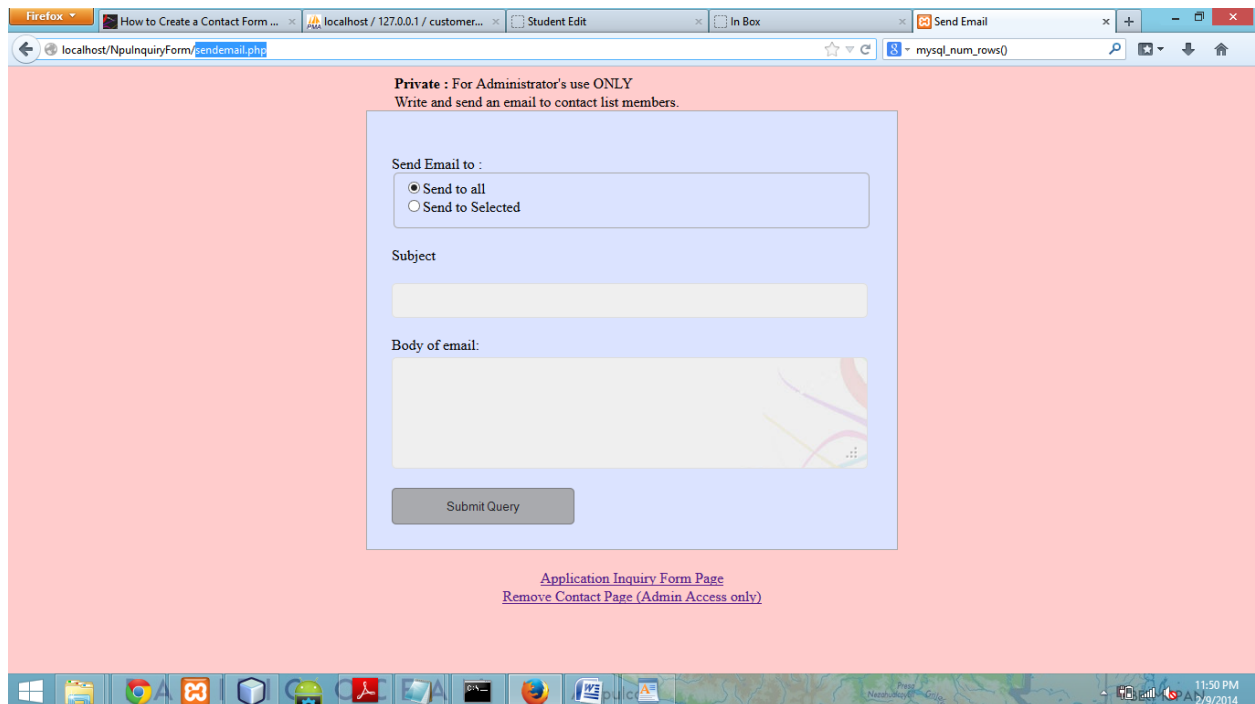 Firefox
How to Create a Contact Form ...
localhost / 127.0.0.1 / customer...
Student Edit
In Box
Send Email
localhost/NpuInquiryForm/sendemail.php
mysql_num_rows()
Private : For Administrator's use ONLY
Write and send an email to contact list members.
Send Email to :
Send to all
Send to Selected
Subject
Body of email:
Submit Query
Application Inquiry Form Page
Remove Contact Page (Admin Access only)
11:50 PM
2/9/2014